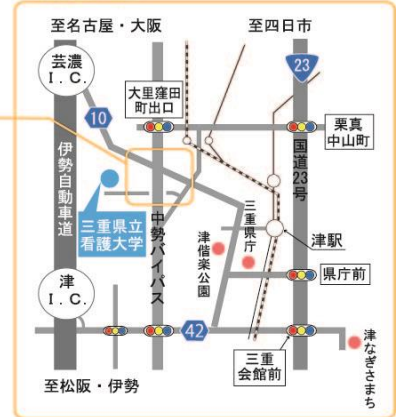 至名古屋・大阪
至四日市
芸濃
I.C.
23
大里窪田
町出口
10
栗真
中山町
伊勢自動車道
国道23号
三重県立
看護大学
中勢バイパス
三重県庁
津偕楽公園
津駅
県庁前
津
I.C.
42
三重
会館前
津なぎさまち
至松阪・伊勢